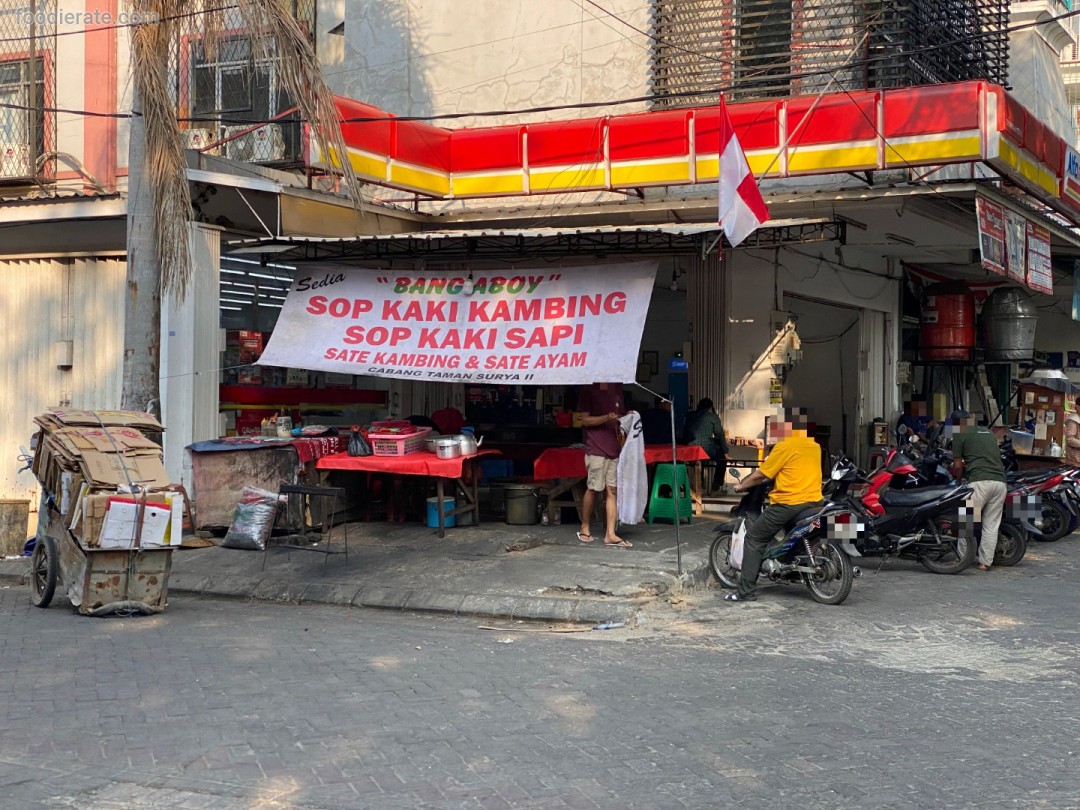 foodierate.com
Sedia
"BANG ABOY"
SOP KAKI KAMBING
SOP KAKI SAPI
SATE KAMBING & SATE AYAM
CABANG TAMAN SURYA II